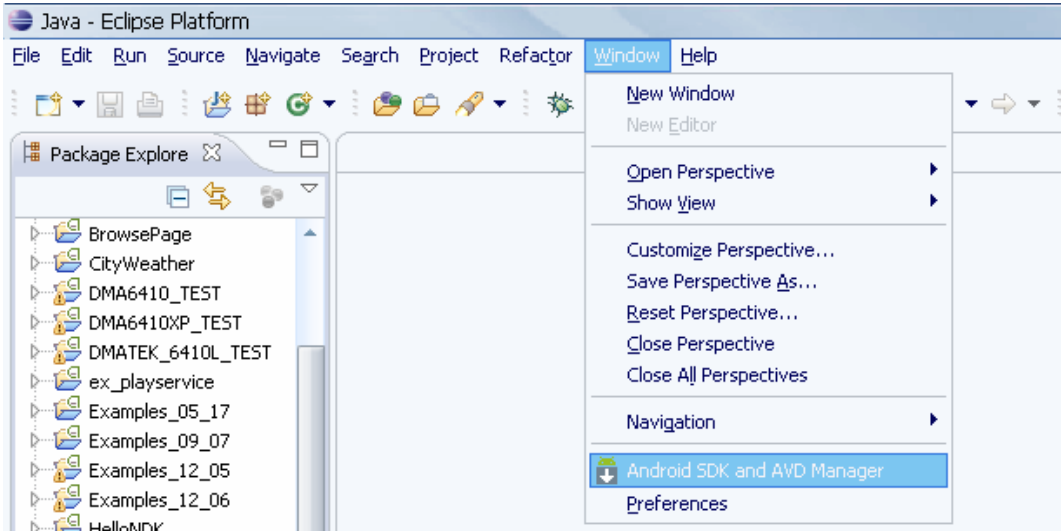 Java - Eclipse Platform
File Edit Run Source Navigate Search Project Refactor Window Help
Package Explore
BrowsePage
CityWeather
DMA6410_TEST
DMA6410XP_TEST
DMATEK_6410L_TEST
ex_playservice
Examples_05_17
Examples_09_07
Examples_12_05
Examples_12_06
HelloNDK
New Window
New Editor
Open Perspective
Show View
Customize Perspective...
Save Perspective As...
Reset Perspective...
Close Perspective
Close All Perspectives
Navigation
Android SDK and AVD Manager
Preferences